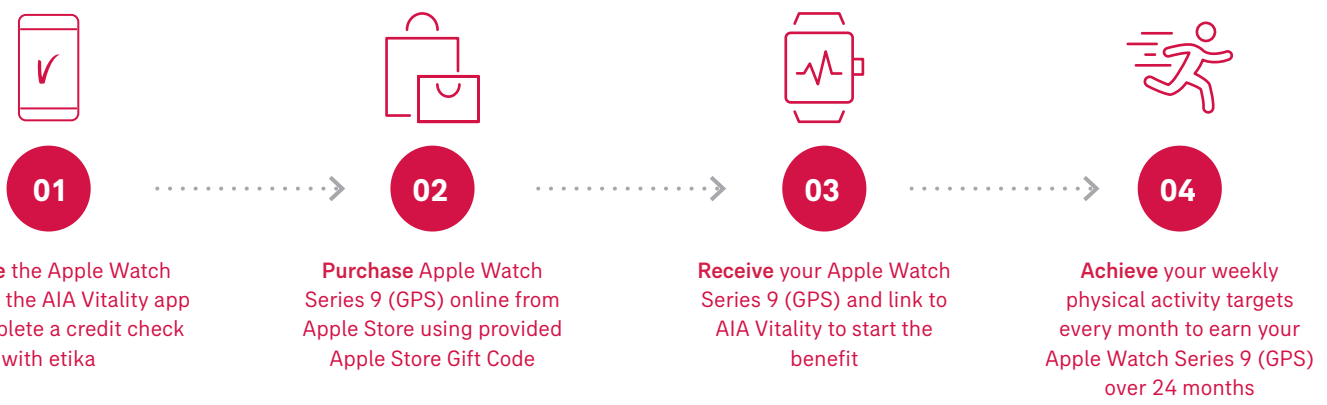 01
02
03
04
e the Apple Watch
the AIA Vitality app
plete a credit check
with etika
Purchase Apple Watch
Series 9 (GPS) online from
Apple Store using provided
Apple Store Gift Code
Receive your Apple Watch
Series 9 (GPS) and link to
AIA Vitality to start the
benefit
Achieve your weekly
physical activity targets
every month to earn your
Apple Watch Series 9 (GPS)
over 24 months